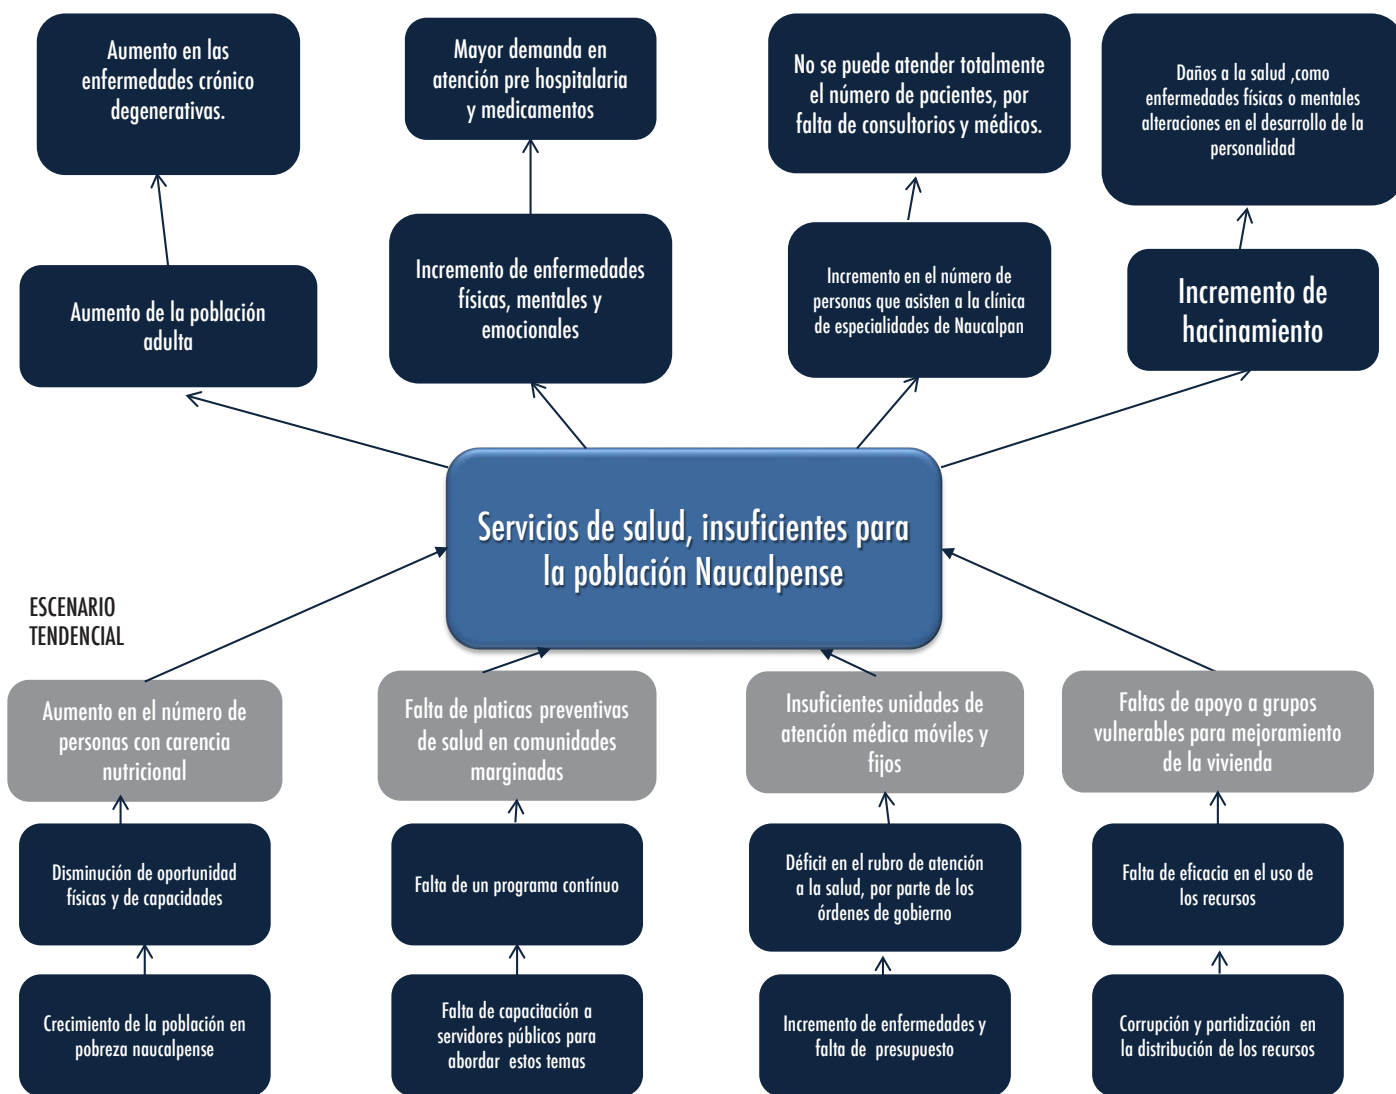 Aumento en las
enfermedades crónico
degenerativas.
Mayor demanda en
atención pre hospitalaria
y medicamentos
No se puede atender totalmente
el número de pacientes, por
falta de consultorios y médicos.
Daños a la salud ,como
enfermedades físicas o mentales
alteraciones en el desarrollo de la
personalidad
Aumento de la población
adulta
Incremento de enfermedades
físicas, mentales y
emocionales
Incremento en el número de
personas que asisten a la clínica
de especialidades de Naucalpan
Incremento de
hacinamiento
Servicios de salud, insuficientes para
la población Naucalpense
ESCENARIO
TENDENCIAL
Aumento en el número de
personas con carencia
nutricional
Falta de platicas preventivas
de salud en comunidades
marginadas
Insuficientes unidades de
atención médica móviles y
fijos
Faltas de apoyo a grupos
vulnerables para mejoramiento
de la vivienda
Disminución de oportunidad
físicas y de capacidades
Falta de un programa contínuo
Déficit en el rubro de atención
a la salud, por parte de los
órdenes de gobierno
Falta de eficacia en el uso de
los recursos
Crecimiento de la población en
pobreza naucalpense
Falta de capacitación a
servidores públicos para
abordar estos temas
Incremento de enfermedades y
falta de presupuesto
Corrupción y partidización en
la distribución de los recursos